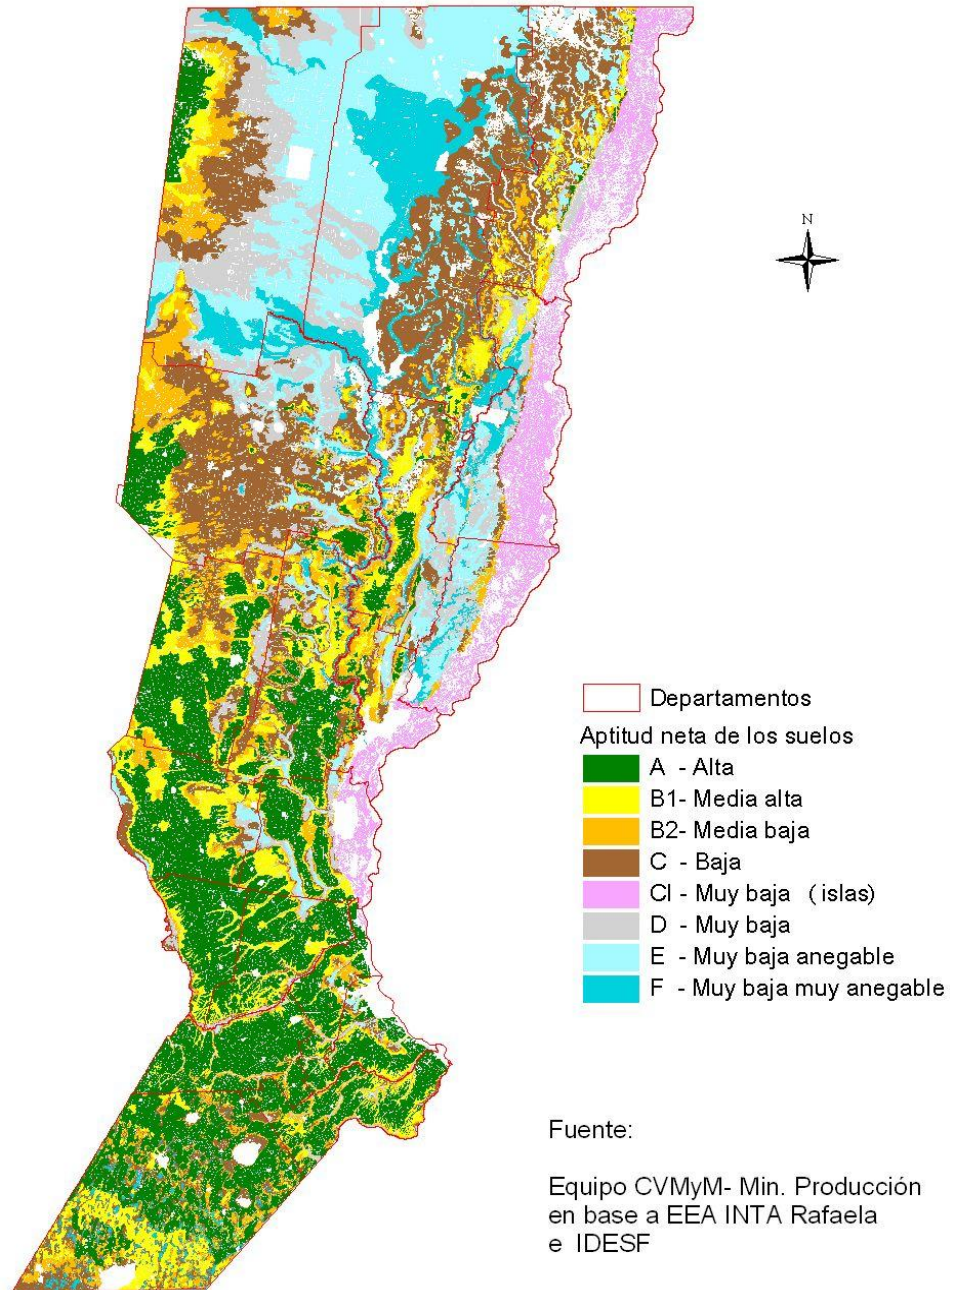 N
Departamentos
Aptitud neta de los suelos
A - Alta
B1- Media alta
B2- Media baja
C - Baja
CI - Muy baja ( islas)
D - Muy baja
E - Muy baja anegable
F - Muy baja muy anegable
Fuente:
Equipo CVMyM- Min. Producción
en base a EEA INTA Rafaela
e IDESF